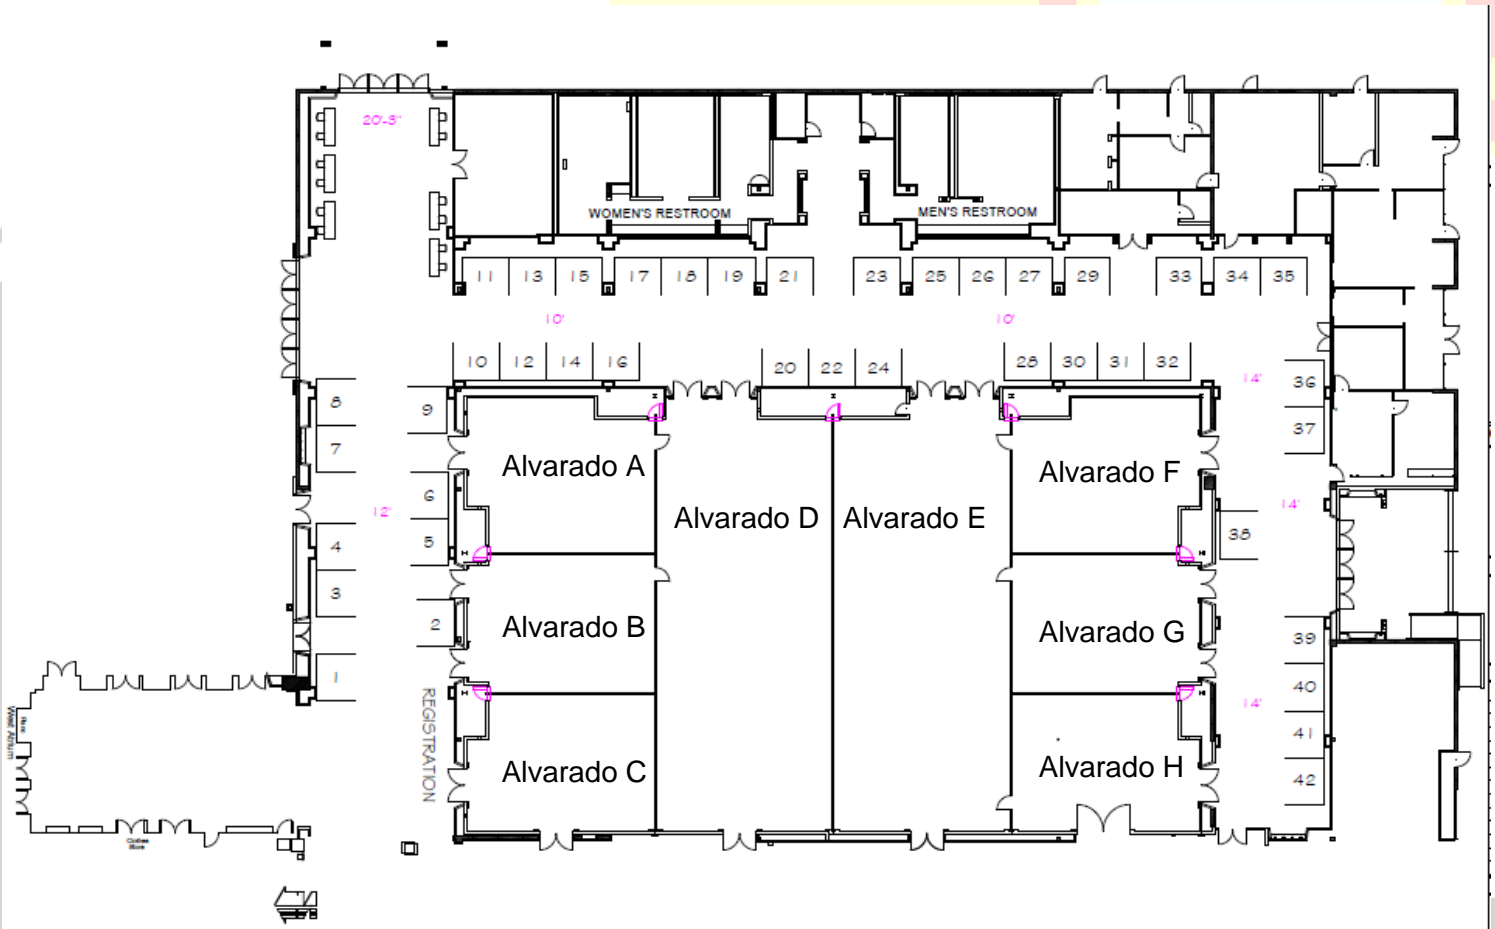 20'-3"
WOMEN'S RESTROOM
MEN'S RESTROOM
11 13 15 17 18 19 21 23 25 26 27 29 33 34 35
10' 10'
10 12 14 16 20 22 24 28 30 31 32
14'
36
8 9
37
7
Alvarado A
Alvarado F
6
12'
14'
Alvarado D
Alvarado E
38
4 5
3
2
Alvarado B
Alvarado G
39
1
40
REGISTRATION
14'
41
West Atrium
Alvarado C
Alvarado H
42